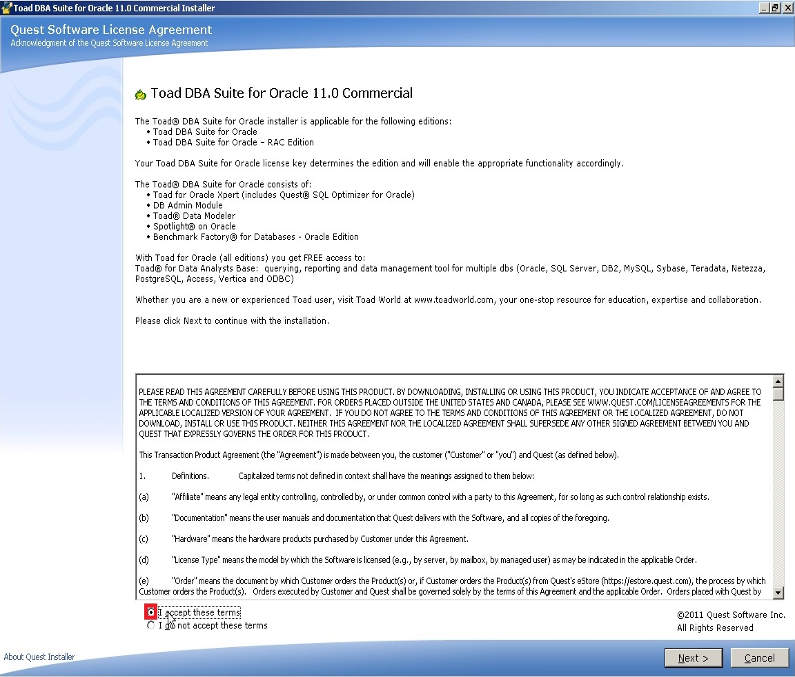 Toad DBA Suite for Oracle 11.0 Commercial Installer
Quest Software License Agreement
Acknowledgment of the Quest Software License Agreement
Toad DBA Suite for Oracle 11.0 Commercial
The Toad® DBA Suite for Oracle installer is applicable for the following editions:
• Toad DBA Suite for Oracle
• Toad DBA Suite for Oracle - RAC Edition
Your Toad DBA Suite for Oracle license key determines the edition and will enable the appropriate functionality accordingly.
The Toad® DBA Suite for Oracle consists of:
• Toad for Oracle Xpert (includes Quest® SQL Optimizer for Oracle)
• DB Admin Module
• Toad® Data Modeler
• Spotlight® on Oracle
• Benchmark Factory® for Databases - Oracle Edition
With Toad for Oracle (all editions) you get FREE access to:
Toad® for Data Analysts Base:  querying, reporting and data management tool for multiple dbs (Oracle, SQL Server, DB2, MySQL, Sybase, Teradata, Netezza,
PostgreSQL, Access, Vertica and ODBC)
Whether you are a new or experienced Toad user, visit Toad World at www.toadworld.com, your one-stop resource for education, expertise and collaboration.
Please click Next to continue with the installation.
PLEASE READ THIS AGREEMENT CAREFULLY BEFORE USING THIS PRODUCT. BY DOWNLOADING, INSTALLING OR USING THIS PRODUCT, YOU INDICATE ACCEPTANCE OF AND AGREE TO
THE TERMS AND CONDITIONS OF THIS AGREEMENT. FOR ORDERS PLACED OUTSIDE THE UNITED STATES AND CANADA, PLEASE SEE WWW.QUEST.COM/LICENSEAGREEMENTS FOR THE
APPLICABLE LOCALIZED VERSION OF YOUR AGREEMENT.  IF YOU DO NOT AGREE TO THE TERMS AND CONDITIONS OF THIS AGREEMENT OR THE LOCALIZED AGREEMENT, DO NOT
DOWNLOAD, INSTALL OR USE THIS PRODUCT. NEITHER THIS AGREEMENT NOR THE LOCALIZED AGREEMENT SHALL SUPERSEDE ANY OTHER SIGNED AGREEMENT BETWEEN YOU AND
QUEST THAT EXPRESSLY GOVERNS THE ORDER FOR THIS PRODUCT.
This Transaction Product Agreement (the "Agreement") is made between you, the customer ("Customer" or "you") and Quest (as defined below).
1. Definitions. Capitalized terms not defined in context shall have the meanings assigned to them below:
(a) "Affiliate" means any legal entity controlling, controlled by, or under common control with a party to this Agreement, for so long as such control relationship exists.
(b) "Documentation" means the user manuals and documentation that Quest delivers with the Software, and all copies of the foregoing.
(c) "Hardware" means the hardware products purchased by Customer under this Agreement.
(d) "License Type" means the model by which the Software is licensed (e.g., by server, by mailbox, by managed user) as may be indicated in the applicable Order.
(e) "Order" means the document by which Customer orders the Product(s) or, if Customer orders the Product(s) from Quest's eStore (https://estore.quest.com), the process by which
Customer orders the Product(s).  Orders executed by Customer and Quest shall be governed solely by the terms of this Agreement and the applicable Order.  Orders placed with Quest by
I accept these terms
I do not accept these terms
©2011 Quest Software Inc.
All Rights Reserved
About Quest Installer
Next >
Cancel